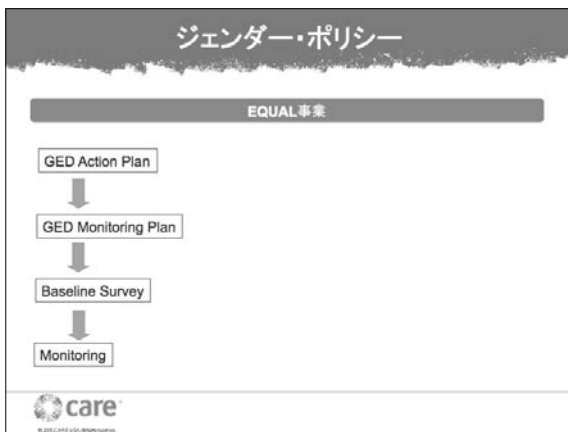 ジェンダー・ポリシー
EQUAL事業
GED Action Plan
GED Monitoring Plan
Baseline Survey
Monitoring
care